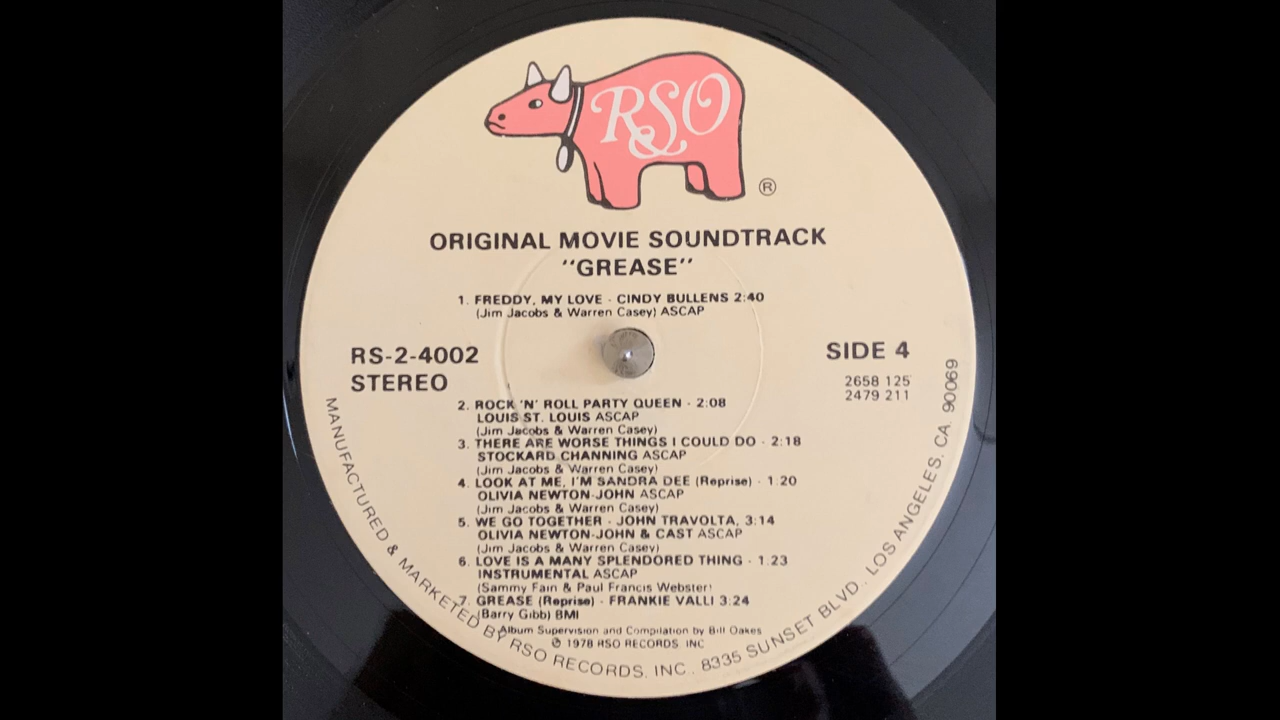 RSO
®
ORIGINAL MOVIE SOUNDTRACK
"GREASE"
1. FREDDY, MY LOVE - CINDY BULLENS 2:40
(Jim Jacobs & Warren Casey) ASCAP
RS-2-4002
STEREO
SIDE 4
2658 125
2479 211
2. ROCK 'N' ROLL PARTY QUEEN - 2:08
LOUIS ST. LOUIS ASCAP
(Jim Jacobs & Warren Casey)
3. THERE ARE WORSE THINGS I COULD DO - 2:18
STOCKARD CHANNING ASCAP
(Jim Jacobs & Warren Casey)
4. LOOK AT ME, I'M SANDRA DEE (Reprise) - 1.20
OLIVIA NEWTON-JOHN ASCAP
(Jim Jacobs & Warren Casey)
5. WE GO TOGETHER - JOHN TRAVOLTA, 3:14
OLIVIA NEWTON-JOHN & CAST ASCAP
(Jim Jacobs & Warren Casey)
6. LOVE IS A MANY SPLENDORED THING - 1.23
INSTRUMENTAL ASCAP
(Sammy Fain & Paul Francis Webster)
7. GREASE (Reprise) - FRANKIE VALLI 3:24
(Barry Gibb) BMI
Album Supervision and Compilation by Bill Oakes
℗ 1978 RSO RECORDS, INC
MANUFACTURED & MARKETED BY RSO RECORDS, INC., 8335 SUNSET BLVD., LOS ANGELES, CA. 90069